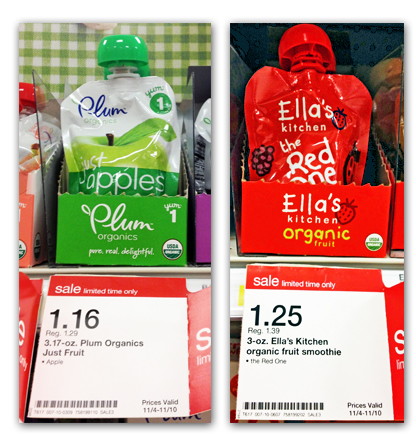 Plum
organics
yum 1
just
apples
Plum
organics
pure. real. delightful.
yum
1
USDA
ORGANIC
sale limited time only
1.16
Reg. 1.29
3.17-oz. Plum Organics
Just Fruit
• Apple
Prices Valid
11/4-11/10
Ella's
kitchen
the
Red
One
Ella's
kitchen
organic
fruit
USDA
ORGANIC
sale limited time only
1.25
Reg. 1.39
3-oz. Ella's Kitchen
organic fruit smoothie
• the Red One
Prices Valid
11/4-11/10